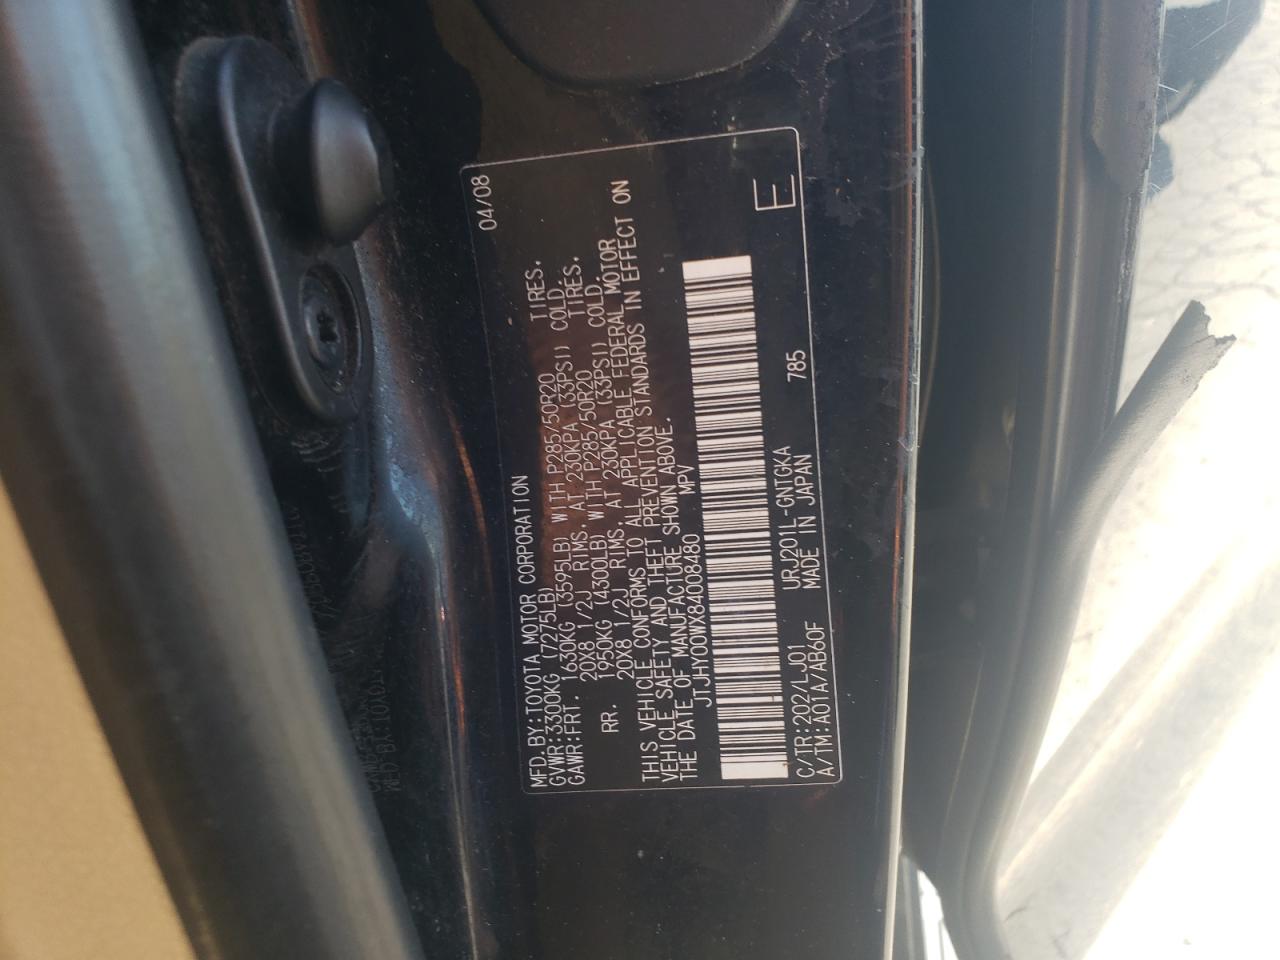 MFD. BY: TOYOTA MOTOR CORPORATION 04/08
GVWR: 3300KG (7275LB)
GAWR: FRT. 1630KG (3595LB) WITH P285/50R20 TIRES,
20X8 1/2J RIMS, AT 230KPA (33PSI) COLD.
RR. 1950KG (4300LB) WITH P285/50R20 TIRES,
20X8 1/2J RIMS, AT 230KPA (33PSI) COLD.
THIS VEHICLE CONFORMS TO ALL APPLICABLE FEDERAL MOTOR
VEHICLE SAFETY AND THEFT PREVENTION STANDARDS IN EFFECT ON
THE DATE OF MANUFACTURE SHOWN ABOVE.
JTJHY00WX84008480 MPV
E
C/TR: 202/LJ01 URJ201L-GNTGKA 785
A/TM: A01A/AB60F MADE IN JAPAN